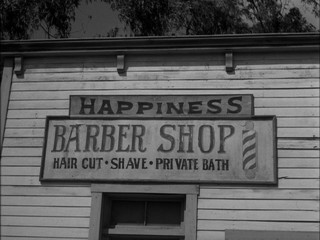 HAPPINESS
BARBER SHOP
HAIR CUT • SHAVE • PRIVATE BATH